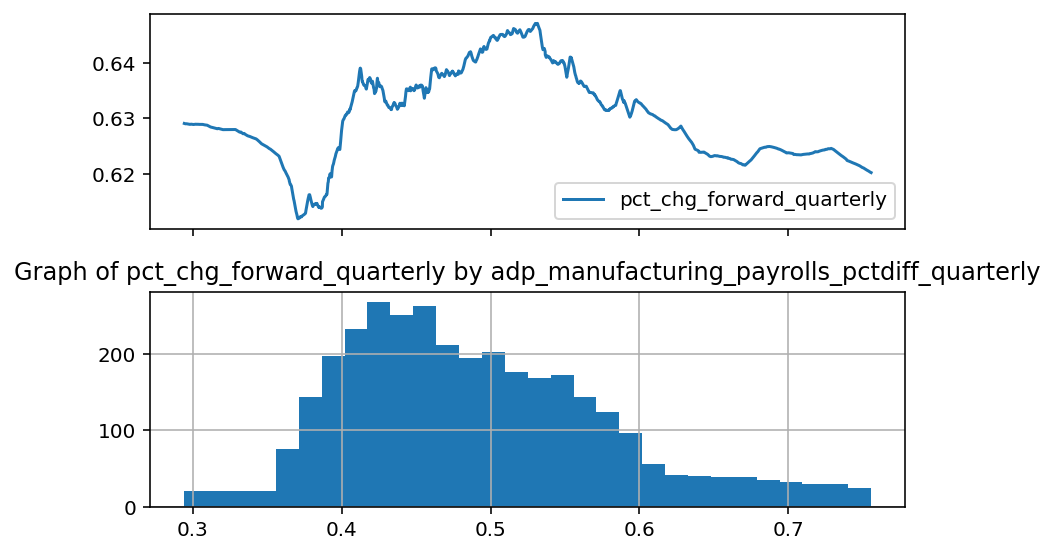 0.64
0.63
0.62
pct_chg_forward_quarterly
Graph of pct_chg_forward_quarterly by adp_manufacturing_payrolls_pctdiff_quarterly
200
100
0
0.3 0.4 0.5 0.6 0.7